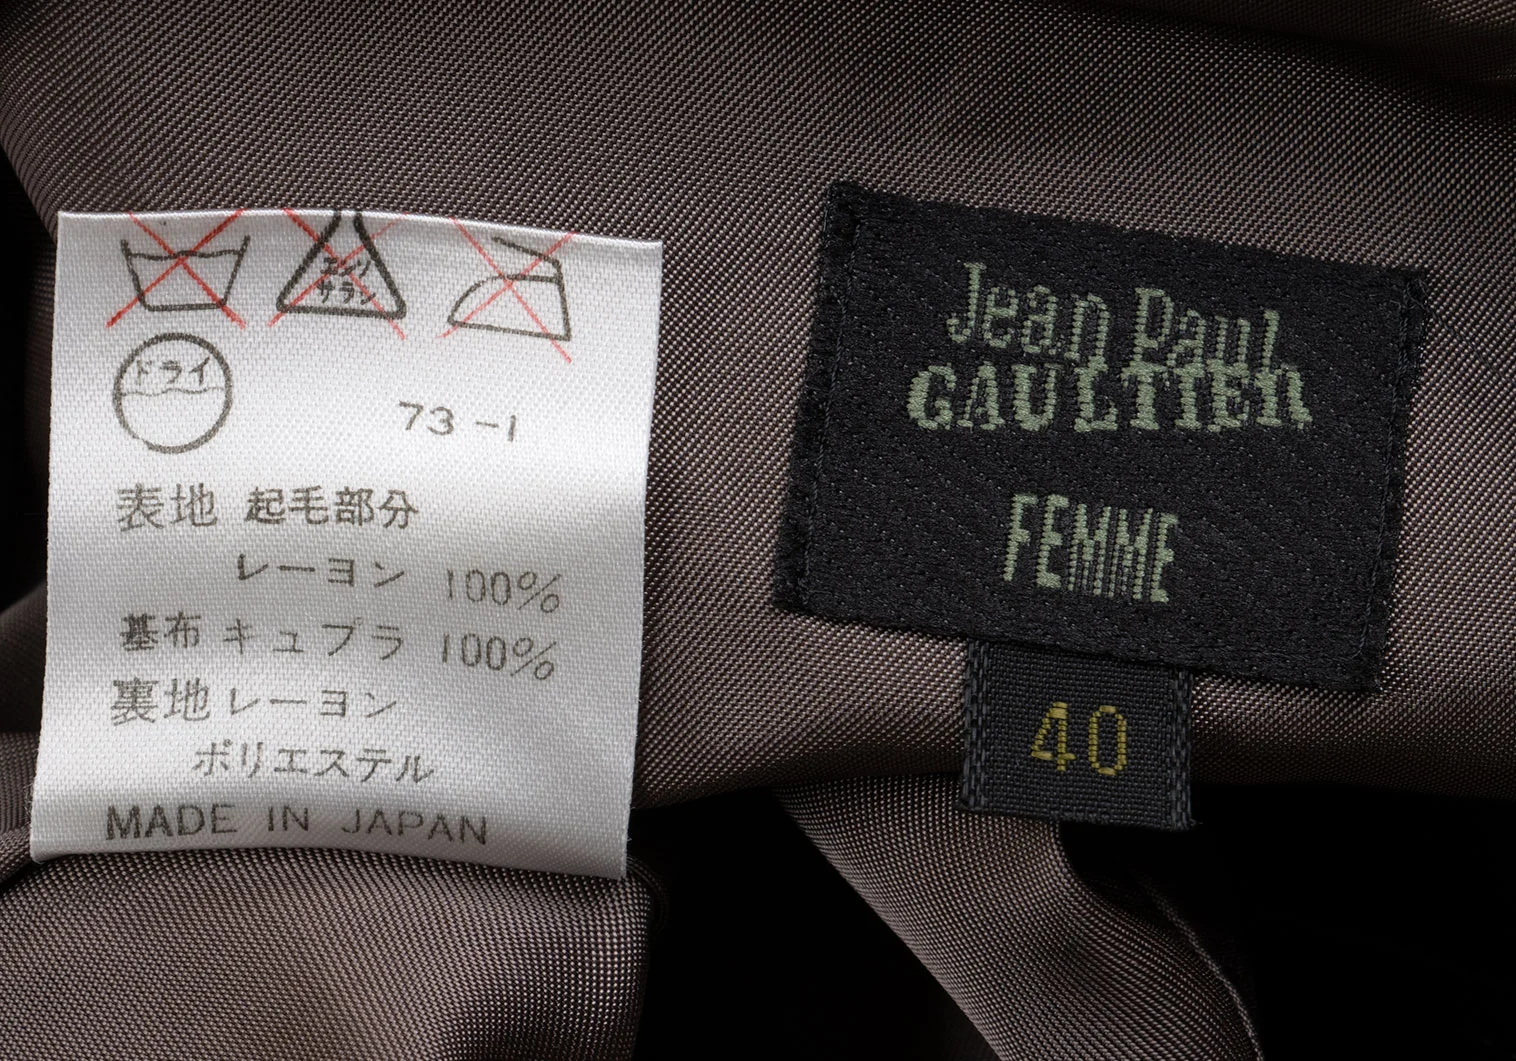 エンソ
サラシ
ドライ
73-1
表地 起毛部分
レーヨン 100%
基布 キュプラ 100%
裏地 レーヨン
ポリエステル
MADE IN JAPAN
Jean Paul
GAULTIER
FEMME
40